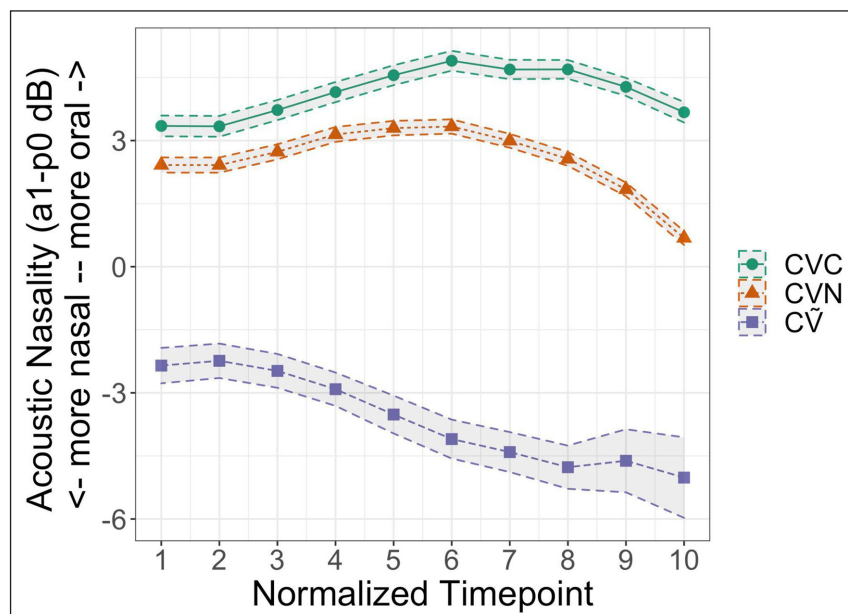 Acoustic Nasality (a1-p0 dB)
<- more nasal -- more oral ->
3
0
-3
-6
1 2 3 4 5 6 7 8 9 10
Normalized Timepoint
CVC
CVN
CṼ